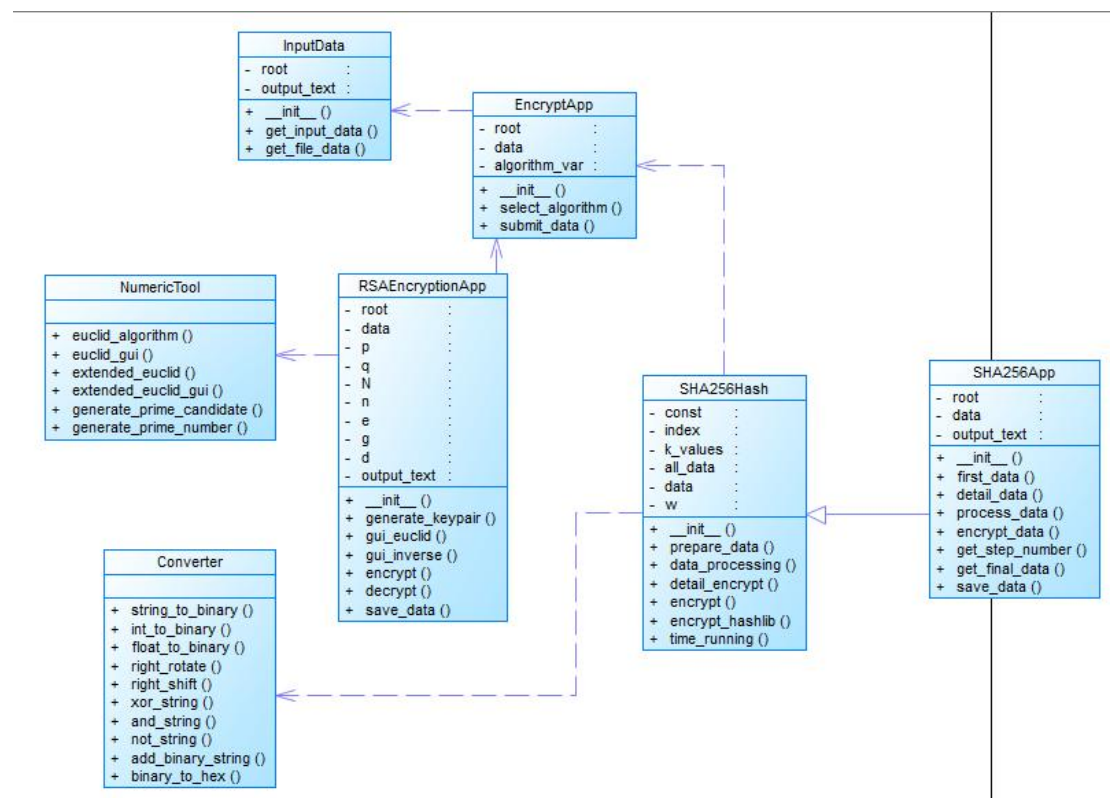 InputData
- root :
- output_text :
+ __init__ ()
+ get_input_data ()
+ get_file_data ()
EncryptApp
- root :
- data :
- algorithm_var :
+ __init__ ()
+ select_algorithm ()
+ submit_data ()
NumericTool
+ euclid_algorithm ()
+ euclid_gui ()
+ extended_euclid ()
+ extended_euclid_gui ()
+ generate_prime_candidate ()
+ generate_prime_number ()
RSAEncryptionApp
- root :
- data :
- p :
- q :
- N :
- n :
- e :
- g :
- d :
- output_text :
+ __init__ ()
+ generate_keypair ()
+ gui_euclid ()
+ gui_inverse ()
+ encrypt ()
+ decrypt ()
+ save_data ()
SHA256Hash
- const :
- index :
- k_values :
- all_data :
- data :
- w :
+ __init__ ()
+ prepare_data ()
+ data_processing ()
+ detail_encrypt ()
+ encrypt ()
+ encrypt_hashlib ()
+ time_running ()
SHA256App
- root :
- data :
- output_text :
+ __init__ ()
+ first_data ()
+ detail_data ()
+ process_data ()
+ encrypt_data ()
+ get_step_number ()
+ get_final_data ()
+ save_data ()
Converter
+ string_to_binary ()
+ int_to_binary ()
+ float_to_binary ()
+ right_rotate ()
+ right_shift ()
+ xor_string ()
+ and_string ()
+ not_string ()
+ add_binary_string ()
+ binary_to_hex ()